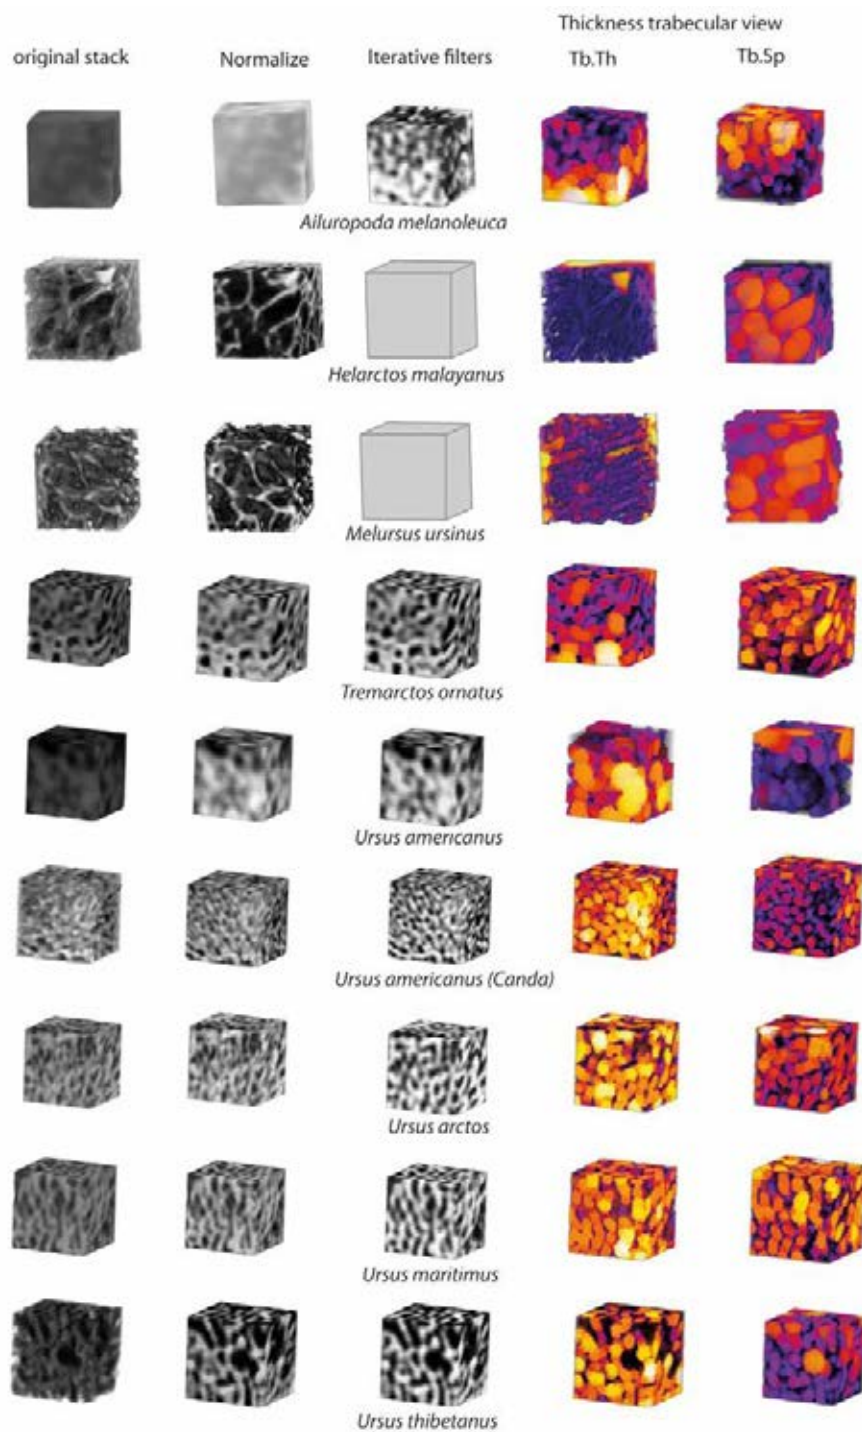 Thickness trabecular view
original stack Normalize Iterative filters Tb.Th Tb.Sp
Ailuropoda melanoleuca
Helarctos malayanus
Melursus ursinus
Tremarctos ornatus
Ursus americanus
Ursus americanus (Canda)
Ursus arctos
Ursus maritimus
Ursus thibetanus